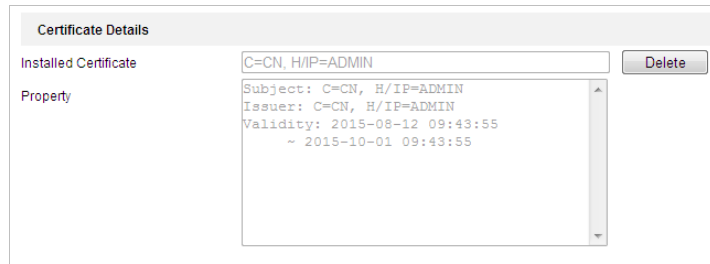 Certificate Details
Installed Certificate C=CN, H/IP=ADMIN Delete
Property Subject: C=CN, H/IP=ADMIN
Issuer: C=CN, H/IP=ADMIN
Validity: 2015-08-12 09:43:55
~ 2015-10-01 09:43:55